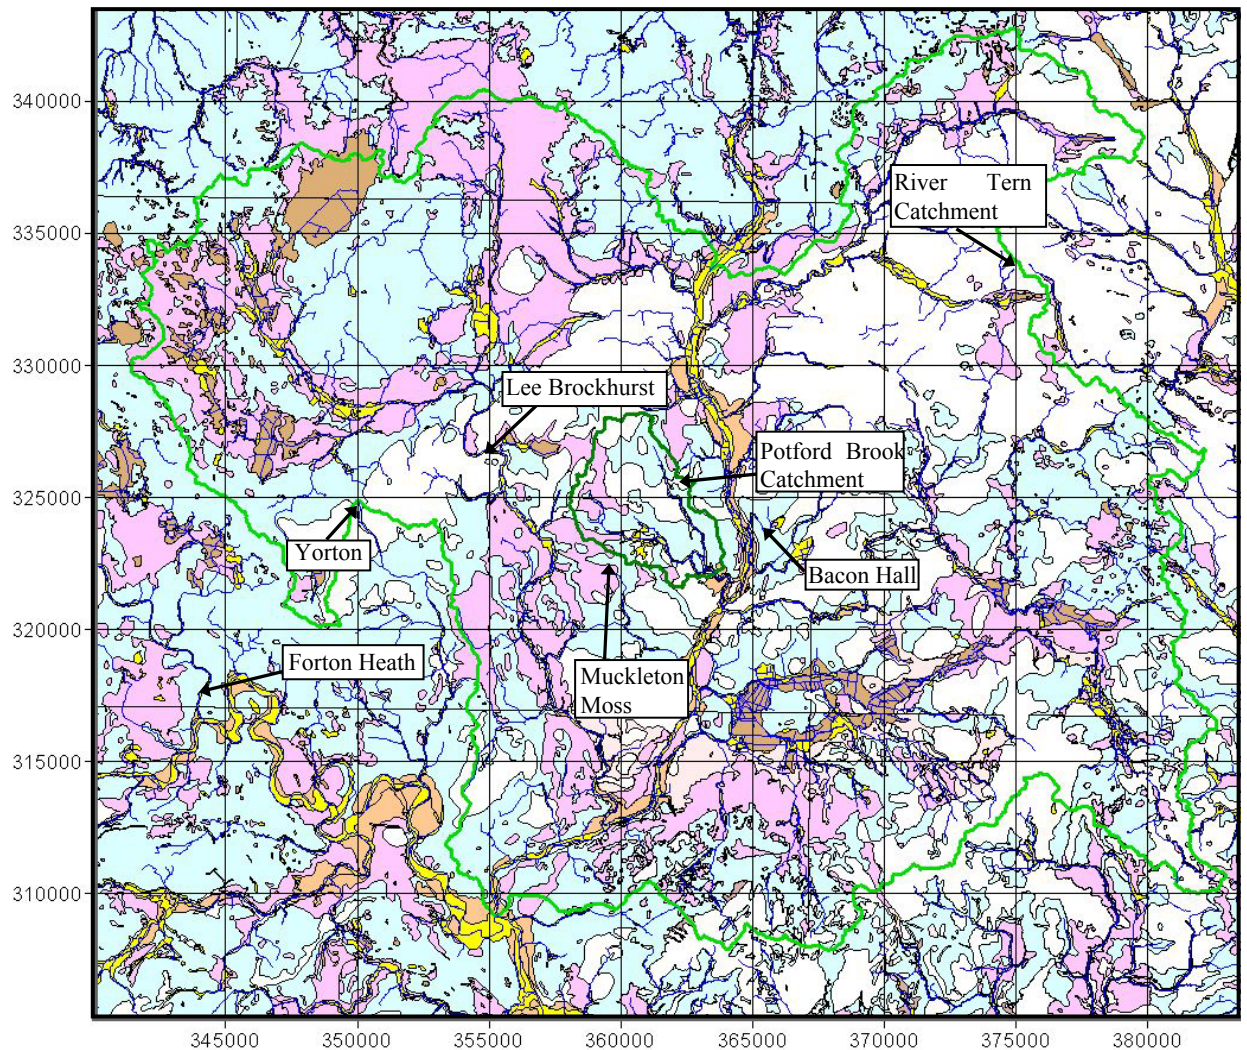 340000
River Tern
Catchment
335000
330000
Lee Brockhurst
Potford Brook
Catchment
325000
Yorton
Bacon Hall
320000
Forton Heath
Muckleton
Moss
315000
310000
345000 350000 355000 360000 365000 370000 375000 380000